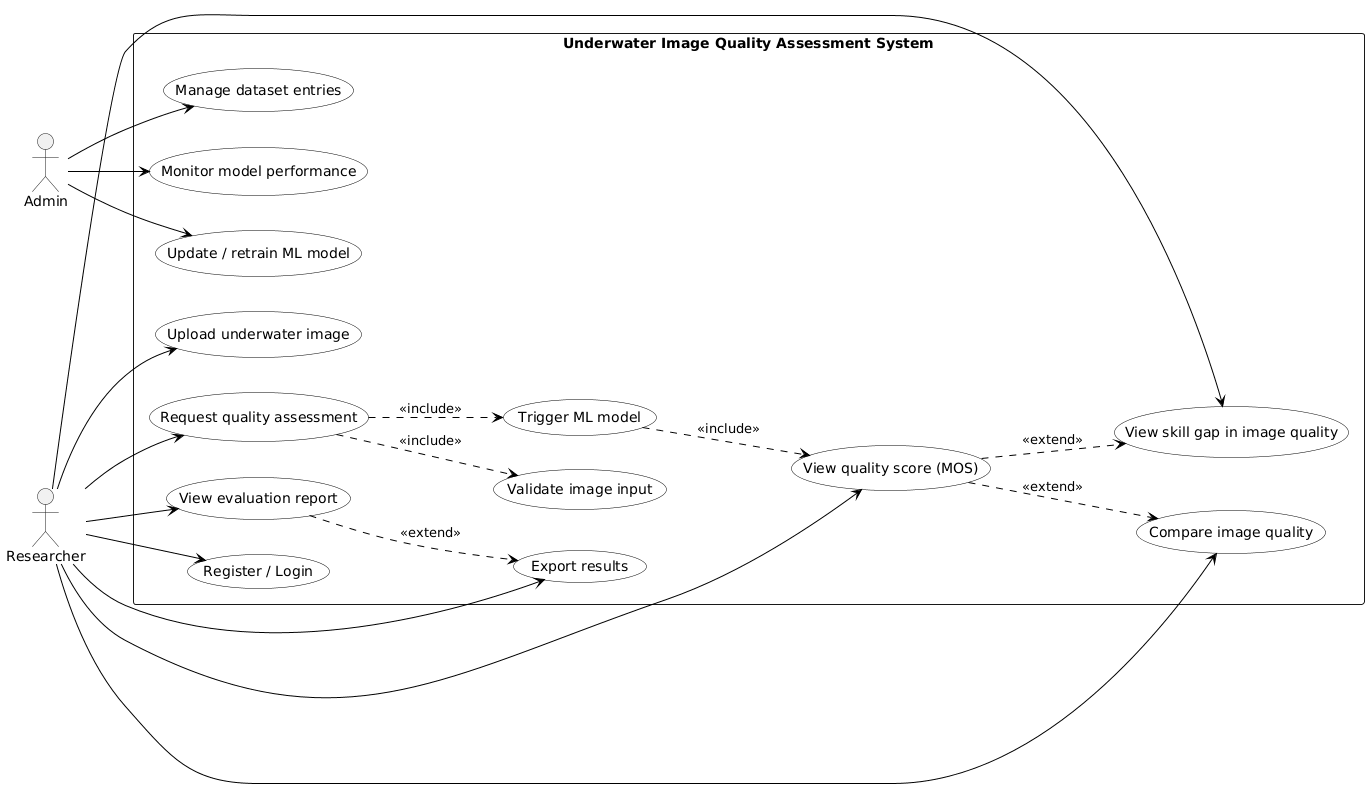 Underwater Image Quality Assessment System
Manage dataset entries
Monitor model performance
Admin
Update / retrain ML model
Upload underwater image
Request quality assessment
«include»
Trigger ML model
«include»
«include»
View quality score (MOS)
«extend»
View skill gap in image quality
Validate image input
«extend»
Compare image quality
View evaluation report
«extend»
Researcher
Register / Login
Export results